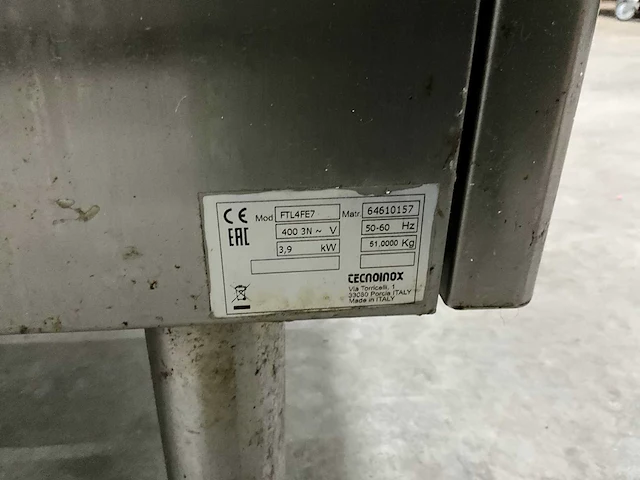 CE Mod FTL4FE7 Matr 64610157
EAC 400 3N ~ V 50-60 Hz
3,9 kW 51,0000 Kg
tecnoinox
Via Torricelli, 1
33080 Porcia ITALY
Made in ITALY